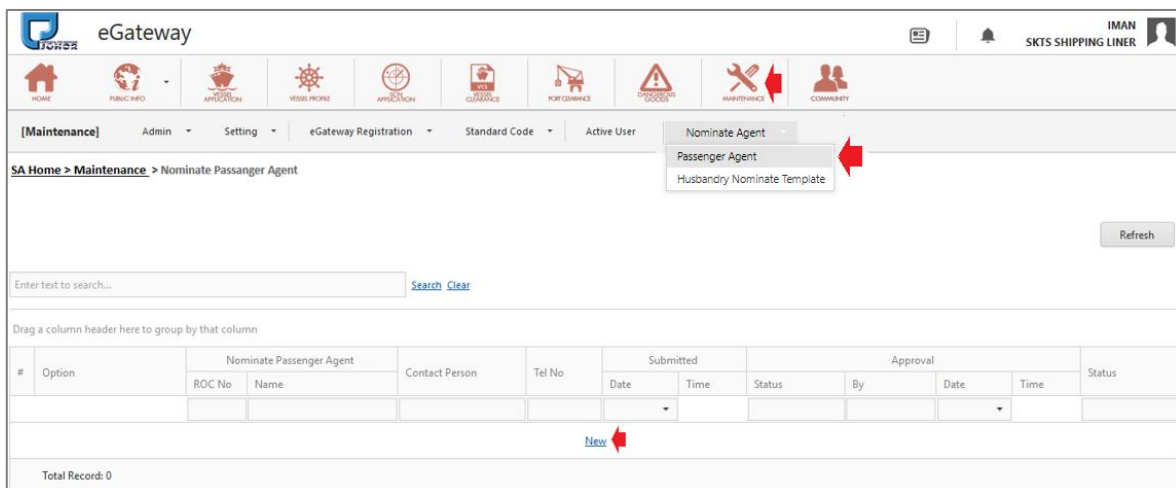 JOHOR
eGateway
IMAN
SKTS SHIPPING LINER
HOME
PUBLIC INFO
VESSEL APPLICATION
VESSEL PROFILE
SCN APPLICATION
VCS
VESSEL CLEARANCE
PORT CLEARANCE
DANGEROUS GOODS
MAINTENANCE
COMMUNITY
[Maintenance] Admin Setting eGateway Registration Standard Code Active User Nominate Agent
Passenger Agent
Husbandry Nominate Template
SA Home > Maintenance > Nominate Passanger Agent
Refresh
Enter text to search... Search Clear
Drag a column header here to group by that column
# Option Nominate Passenger Agent Contact Person Tel No Submitted Approval Status
ROC No Name Date Time Status By Date Time
New
Total Record: 0